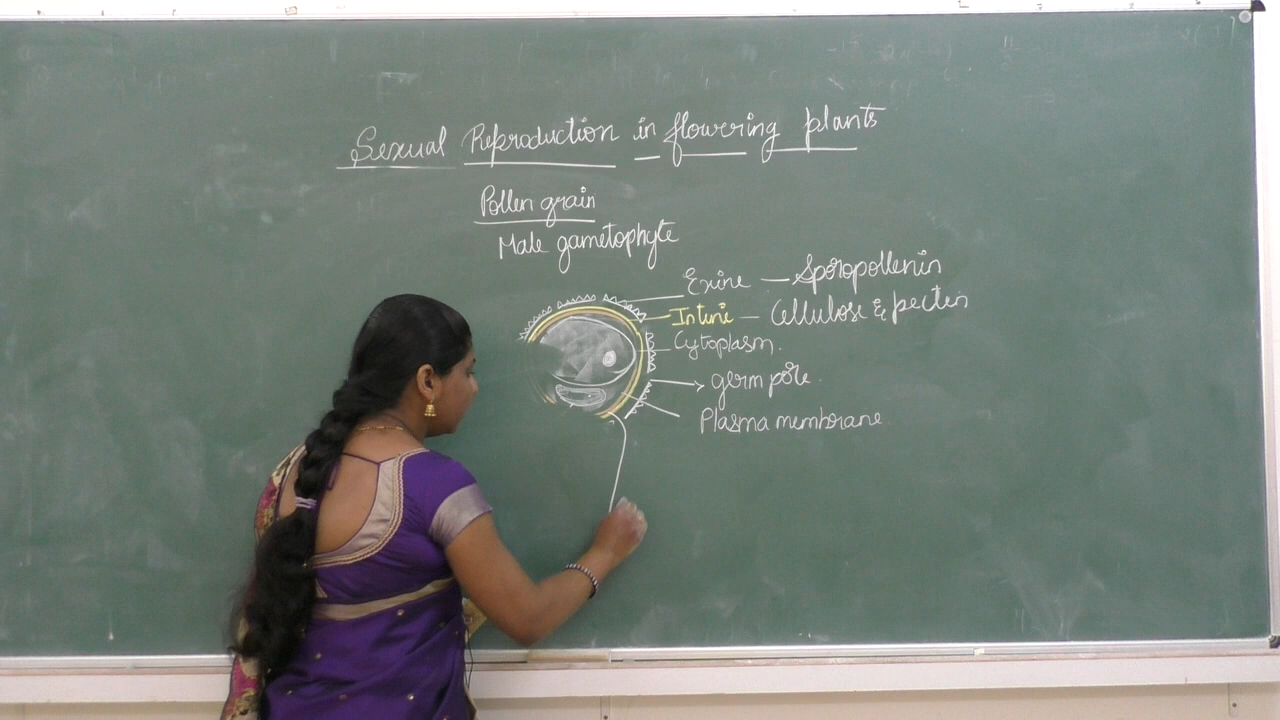 Sexual Reproduction in flowering plants
Pollen grain
Male gametophyte
Exine — Sporopollenin
Intine — Cellulose & pectin
Cytoplasm.
germ pore.
Plasma membrane